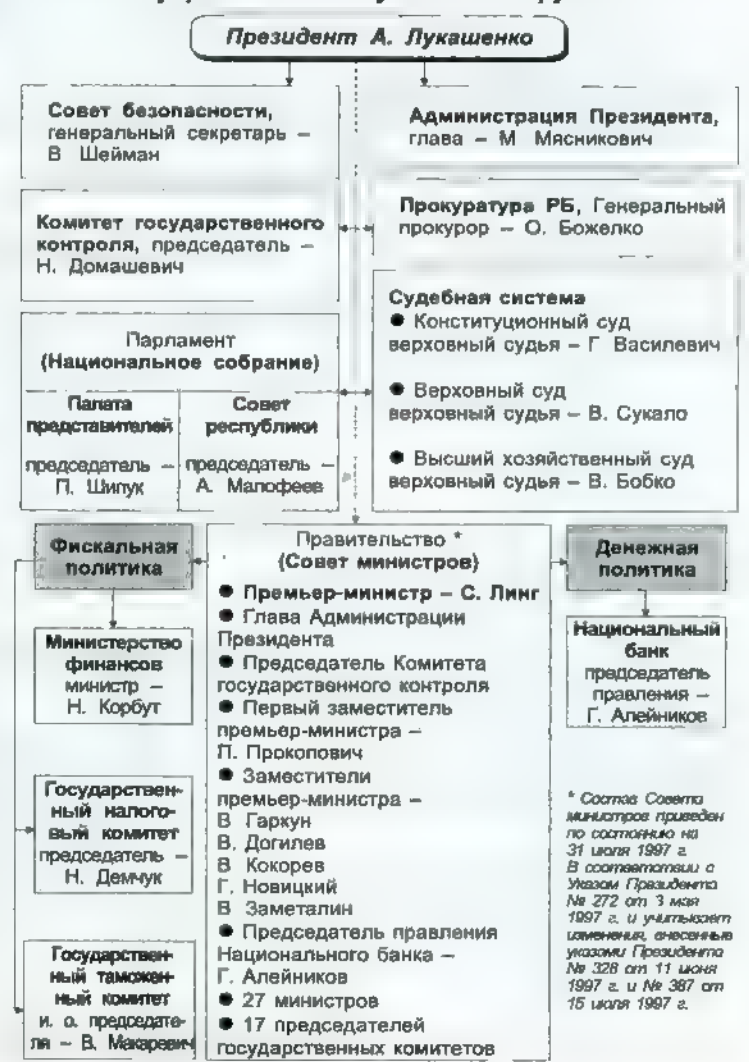 Президент А. Лукашенко
Совет безопасности,
генеральный секретарь –
В Шейман
Администрация Президента,
глава – М Мясникович
Комитет государственного
контроля, председатель –
Н. Домашевич
Прокуратура РБ, Генеральный
прокурор – О. Божелко
Парламент
(Национальное собрание)
Палата
представителей
председатель –
П. Шипук
Совет
республики
председатель –
А. Малофеев
Судебная система
● Конституционный суд
верховный судья – Г Василевич
● Верховный суд
верховный судья – В. Сукало
● Высший хозяйственный суд
верховный судья – В. Бобко
Фискальная
политика
Министерство
финансов
министр –
Н. Корбут
Государствен-
ный налого-
вый комитет
председатель –
Н. Демчук
Государствен-
ный таможен-
ный комитет
и. о. председате-
ля – В. Макаревич
Правительство *
(Совет министров)
● Премьер-министр – С. Линг
● Глава Администрации
Президента
● Председатель Комитета
государственного контроля
● Первый заместитель
премьер-министра –
П. Прокопович
● Заместители
премьер-министра –
В Гаркун
В. Догилев
В Кокорев
Г. Новицкий
В Заметалин
● Председатель правления
Национального банка –
Г. Алейников
● 27 министров
● 17 председателей
государственных комитетов
Денежная
политика
Национальный
банк
председатель
правления –
Г. Алейников
* Состав Совета
министров приведен
по состоянию на
31 июля 1997 г.
В соответствии с
Указом Президента
№ 272 от 3 мая
1997 г. и учитывает
изменения, внесенные
указами Президента
№ 328 от 11 июня
1997 г. и № 387 от
15 июля 1997 г.